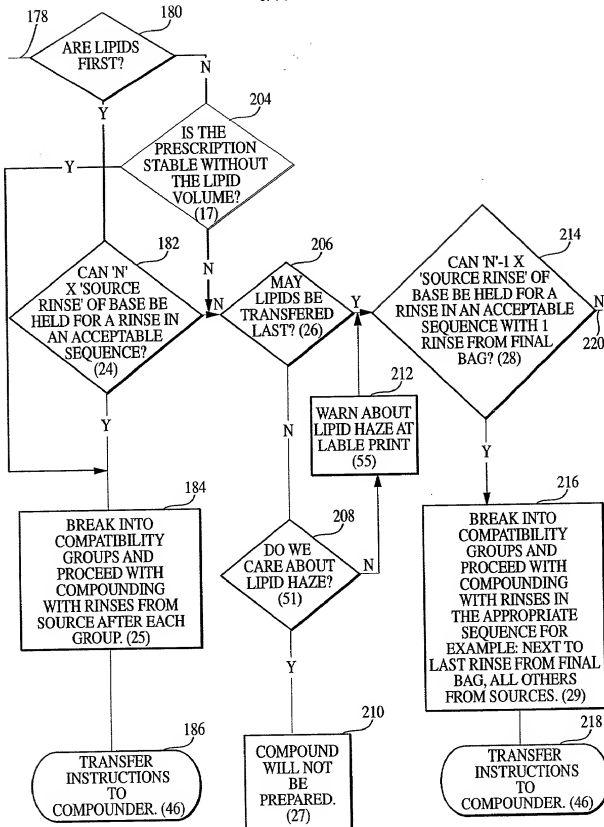 178
180
ARE LIPIDS
FIRST?
N
Y
204
IS THE
PRESCRIPTION
STABLE WITHOUT
THE LIPID
VOLUME?
(17)
Y
N
182
CAN 'N'
X 'SOURCE
RINSE' OF BASE BE
HELD FOR A RINSE IN
AN ACCEPTABLE
SEQUENCE?
(24)
N
Y
206
MAY
LIPIDS BE
TRANSFERED
LAST? (26)
Y
N
214
CAN 'N'-1 X
'SOURCE RINSE' OF
BASE BE HELD FOR A
RINSE IN AN ACCEPTABLE
SEQUENCE WITH 1
RINSE FROM FINAL
BAG? (28)
N
220
Y
212
WARN ABOUT
LIPID HAZE AT
LABLE PRINT
(55)
184
BREAK INTO
COMPATIBILITY
GROUPS AND
PROCEED WITH
COMPOUNDING
WITH RINSES FROM
SOURCE AFTER EACH
GROUP. (25)
208
DO WE
CARE ABOUT
LIPID HAZE?
(51)
N
Y
216
BREAK INTO
COMPATIBILITY
GROUPS AND
PROCEED WITH
COMPOUNDING
WITH RINSES IN
THE APPROPRIATE
SEQUENCE FOR
EXAMPLE: NEXT TO
LAST RINSE FROM FINAL
BAG, ALL OTHERS
FROM SOURCES. (29)
186
TRANSFER
INSTRUCTIONS
TO
COMPOUNDER. (46)
210
COMPOUND
WILL NOT
BE
PREPARED.
(27)
218
TRANSFER
INSTRUCTIONS
TO
COMPOUNDER. (46)